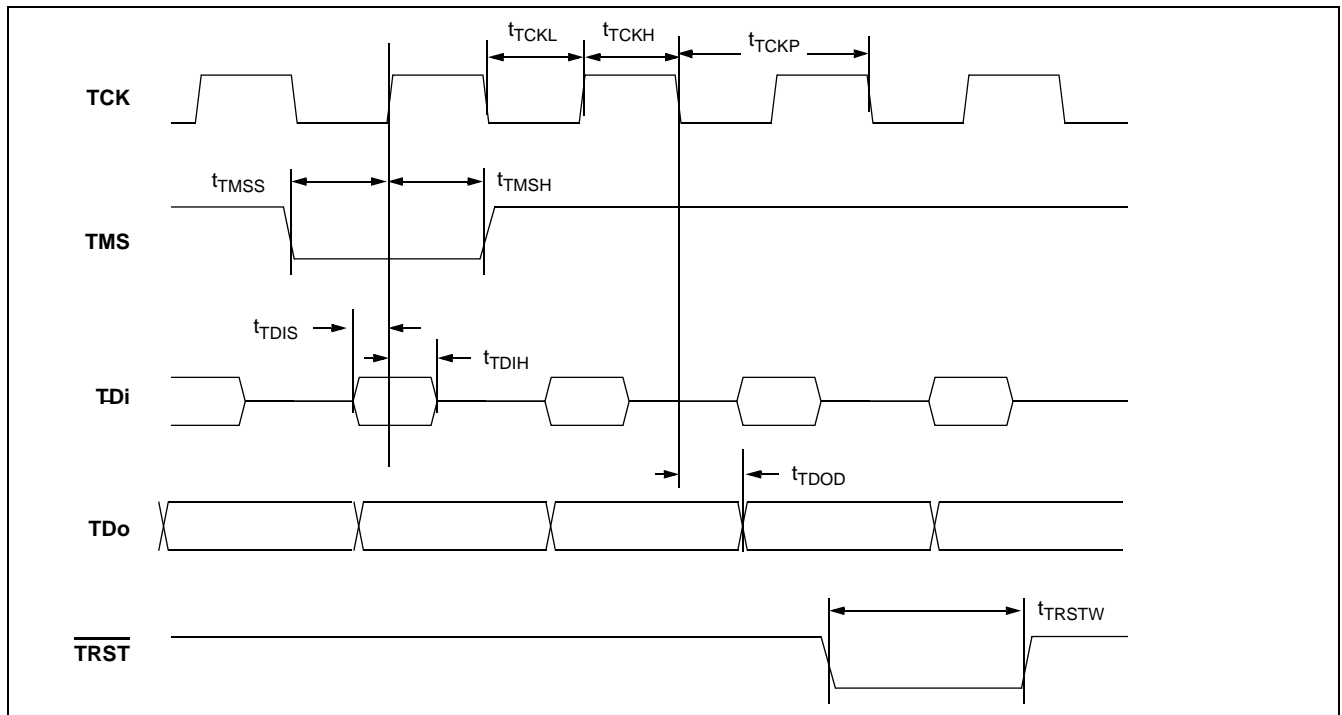 tTCKL tTCKH tTCKP
TCK
tTMSS tTMSH
TMS
tTDIS
tTDIH
TDi
tTDOD
TDo
tTRSTW
TRST